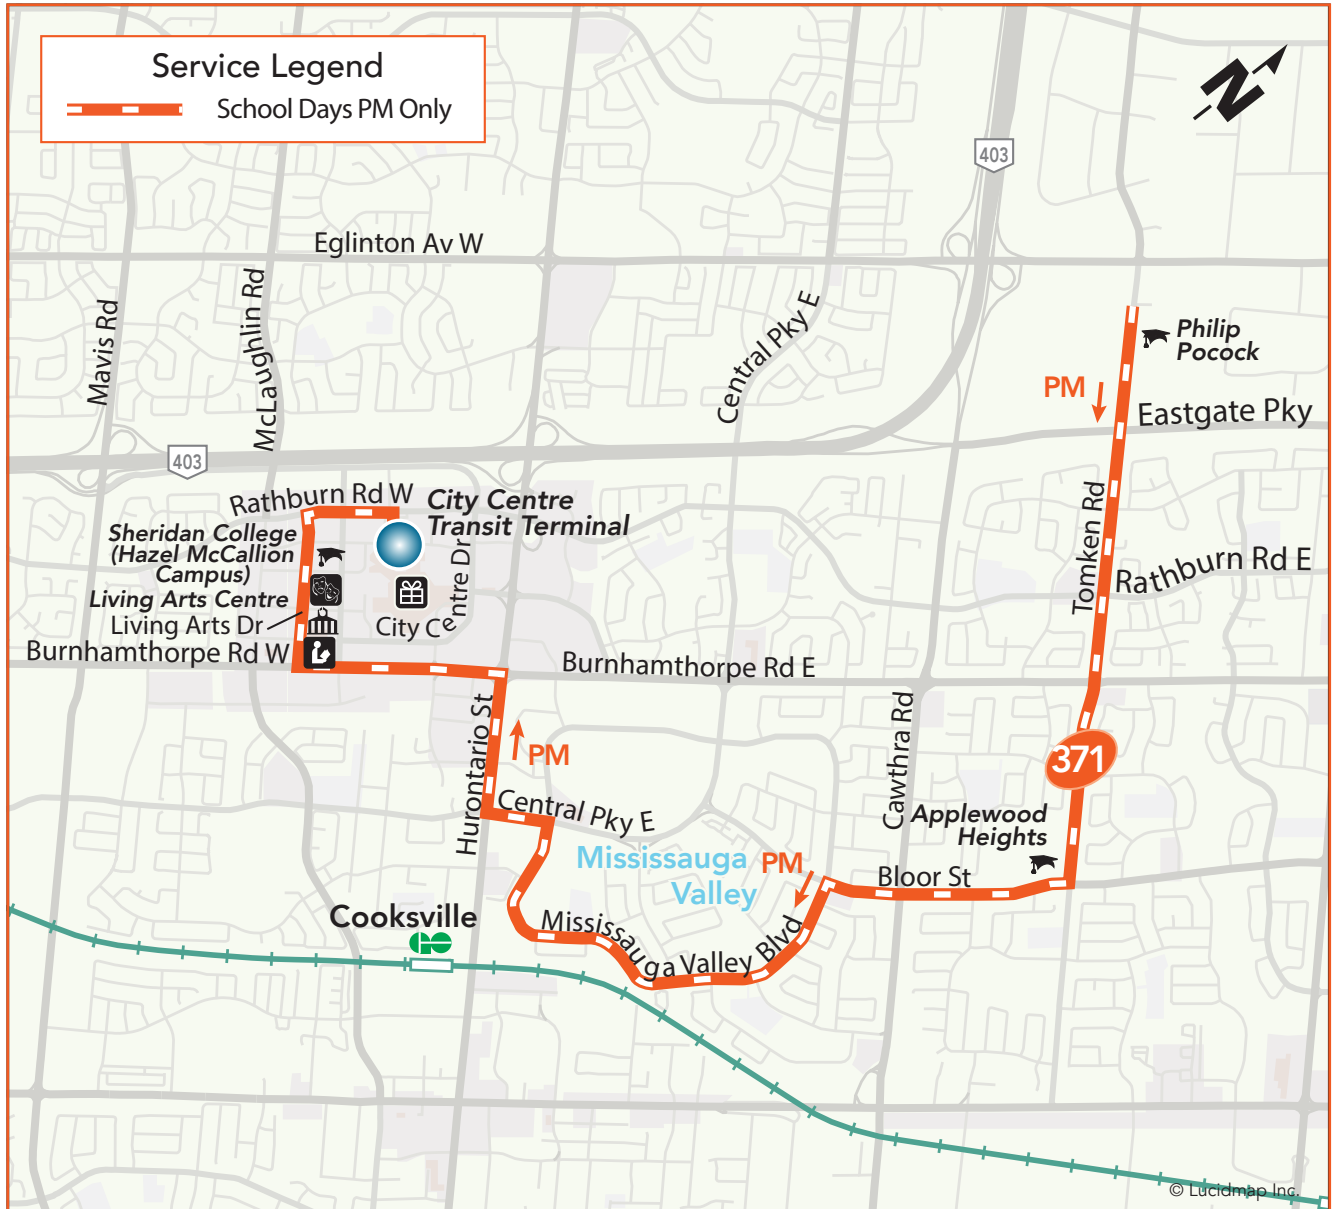 Service Legend
School Days PM Only
N
403
Eglinton Av W
Mavis Rd
McLaughlin Rd
Central Pky E
Philip
Pocock
PM
Eastgate Pky
403
Rathburn Rd W
City Centre
Transit Terminal
Sheridan College
(Hazel McCallion
Campus)
Living Arts Centre
Living Arts Dr
City Centre Dr
Tomken Rd
Rathburn Rd E
Burnhamthorpe Rd W
Burnhamthorpe Rd E
Hurontario St
PM
Cawthra Rd
371
Central Pky E
Applewood
Heights
Mississauga
Valley
PM
Bloor St
Cooksville
GO
Mississauga Valley Blvd
© Lucidmap Inc.